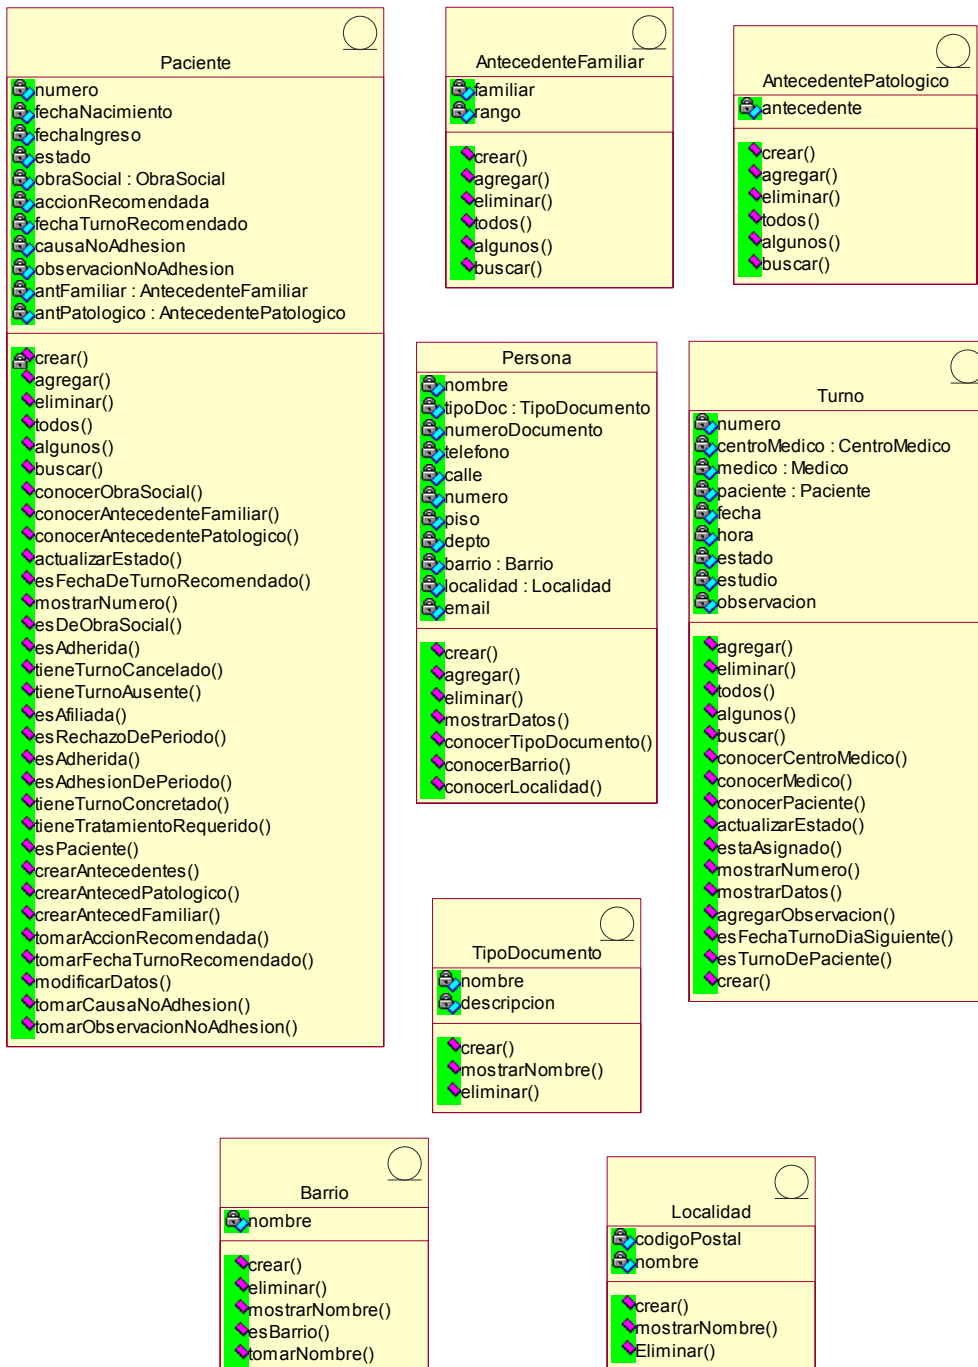 Paciente
numero
fechaNacimiento
fechaIngreso
estado
obraSocial : ObraSocial
accionRecomendada
fechaTurnoRecomendado
causaNoAdhesion
observacionNoAdhesion
antFamiliar : AntecedenteFamiliar
antPatologico : AntecedentePatologico
crear()
agregar()
eliminar()
todos()
algunos()
buscar()
conocerObraSocial()
conocerAntecedenteFamiliar()
conocerAntecedentePatologico()
actualizarEstado()
esFechaDeTurnoRecomendado()
mostrarNumero()
esDeObraSocial()
esAdherida()
tieneTurnoCancelado()
tieneTurnoAusente()
esAfiliada()
esRechazoDePeriodo()
esAdherida()
esAdhesionDePeriodo()
tieneTurnoConcretado()
tieneTratamientoRequerido()
esPaciente()
crearAntecedentes()
crearAntecedPatologico()
crearAntecedFamiliar()
tomarAccionRecomendada()
tomarFechaTurnoRecomendado()
modificarDatos()
tomarCausaNoAdhesion()
tomarObservacionNoAdhesion()
AntecedenteFamiliar
familiar
rango
crear()
agregar()
eliminar()
todos()
algunos()
buscar()
AntecedentePatologico
antecedente
crear()
agregar()
eliminar()
todos()
algunos()
buscar()
Persona
nombre
tipoDoc : TipoDocumento
numeroDocumento
telefono
calle
numero
piso
depto
barrio : Barrio
localidad : Localidad
email
crear()
agregar()
eliminar()
mostrarDatos()
conocerTipoDocumento()
conocerBarrio()
conocerLocalidad()
Turno
numero
centroMedico : CentroMedico
medico : Medico
paciente : Paciente
fecha
hora
estado
estudio
observacion
agregar()
eliminar()
todos()
algunos()
buscar()
conocerCentroMedico()
conocerMedico()
conocerPaciente()
actualizarEstado()
estaAsignado()
mostrarNumero()
mostrarDatos()
agregarObservacion()
esFechaTurnoDiaSiguiente()
esTurnoDePaciente()
crear()
TipoDocumento
nombre
descripcion
crear()
mostrarNombre()
eliminar()
Barrio
nombre
crear()
eliminar()
mostrarNombre()
esBarrio()
tomarNombre()
Localidad
codigoPostal
nombre
crear()
mostrarNombre()
Eliminar()